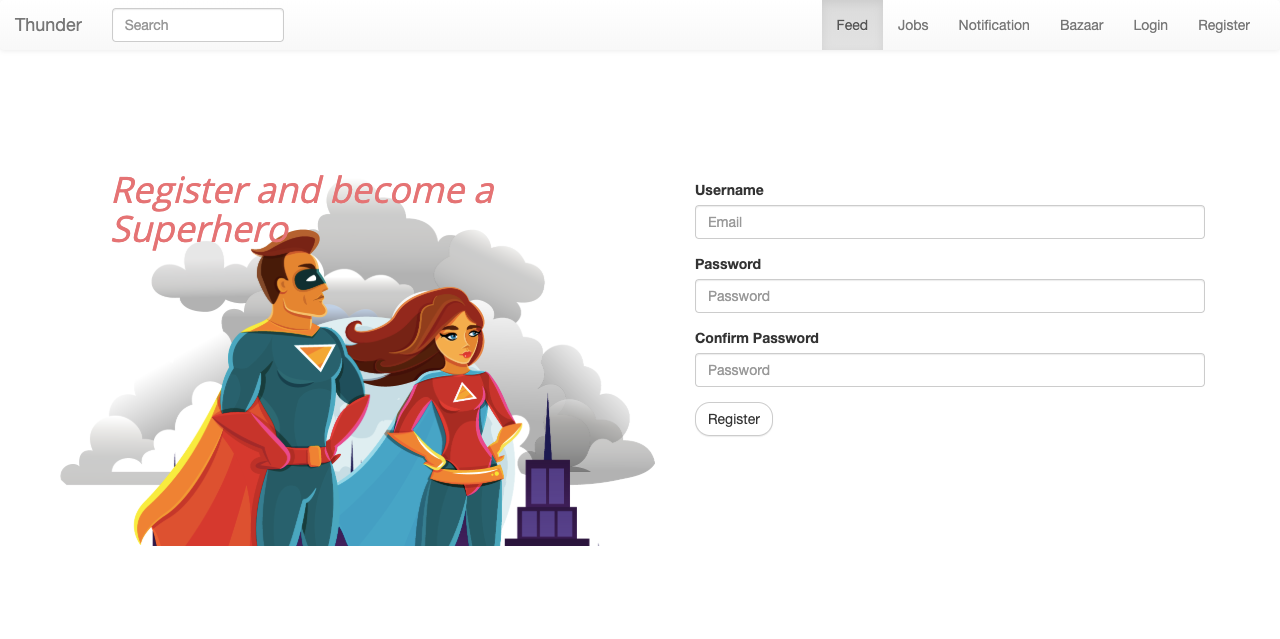 Thunder
Search
Feed
Jobs
Notification
Bazaar
Login
Register
Register and become a
Superhero
Username
Email
Password
Password
Confirm Password
Password
Register